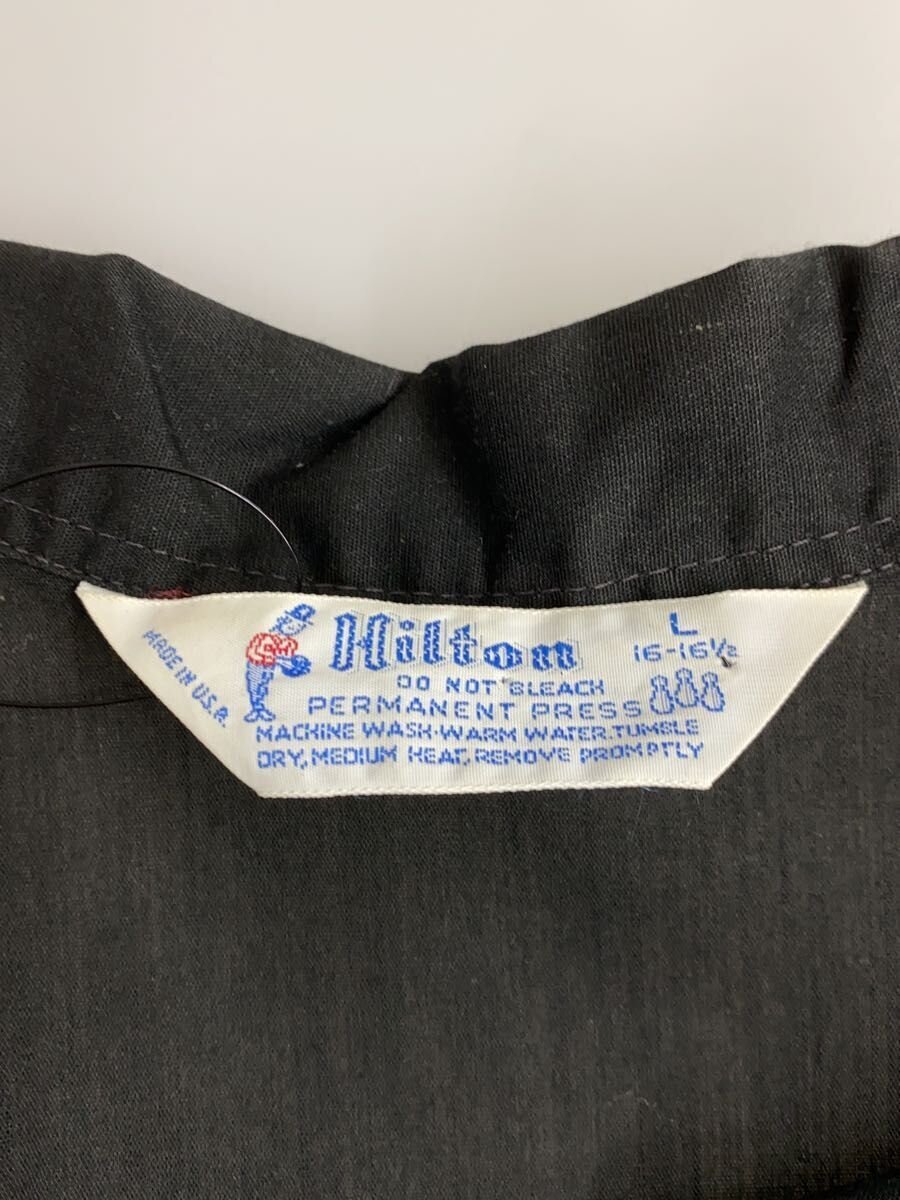 MADE IN U.S.A.
Hilton
L
16-16½
DO NOT BLEACH
PERMANENT PRESS
MACHINE WASH-WARM WATER, TUMBLE
DRY, MEDIUM HEAT, REMOVE PROMPTLY